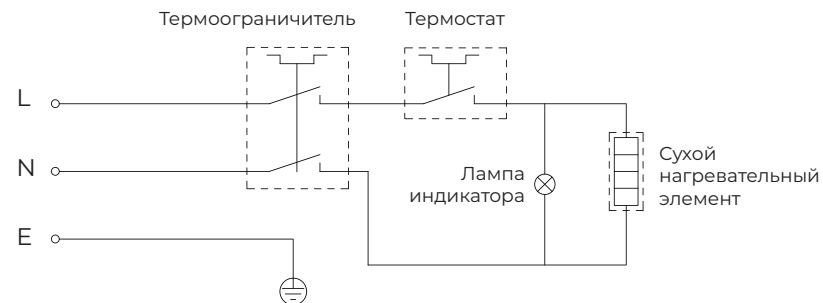 Термоограничитель
Термостат
L
N
Лампа
индикатора
Сухой
нагревательный
элемент
E